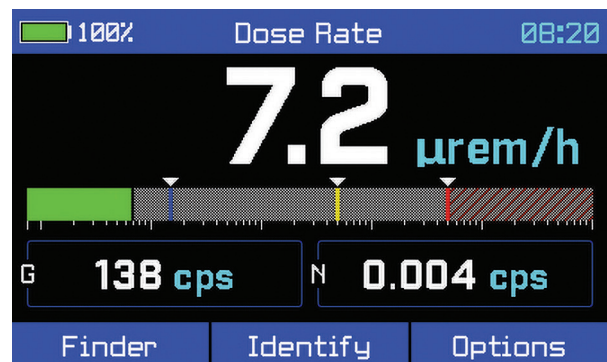 100% Dose Rate 08:20
7.2 µrem/h
G 138 cps N 0.004 cps
Finder Identify Options